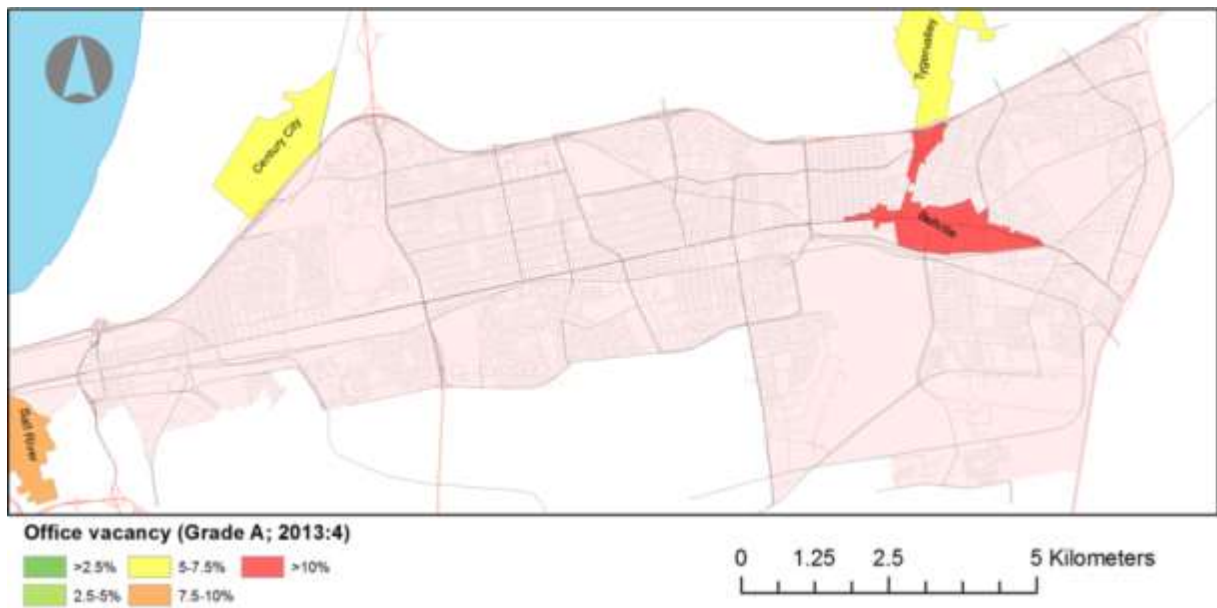 Tygervalley
Century City
Bellville
Salt River
Office vacancy (Grade A; 2013:4)
>2.5% 5-7.5% >10%
2.5-5% 7.5-10%
0 1.25 2.5 5 Kilometers